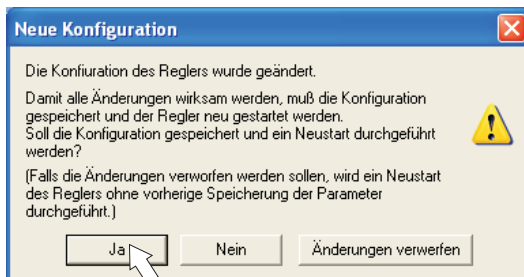 Neue Konfiguration
Die Konfiuration des Reglers wurde geändert.
Damit alle Änderungen wirksam werden, muß die Konfiguration
gespeichert und der Regler neu gestartet werden.
Soll die Konfiguration gespeichert und ein Neustart durchgeführt
werden?
(Falls die Änderungen verworfen werden sollen, wird ein Neustart
des Reglers ohne vorherige Speicherung der Parameter
durchgeführt.)
Ja Nein Änderungen verwerfen